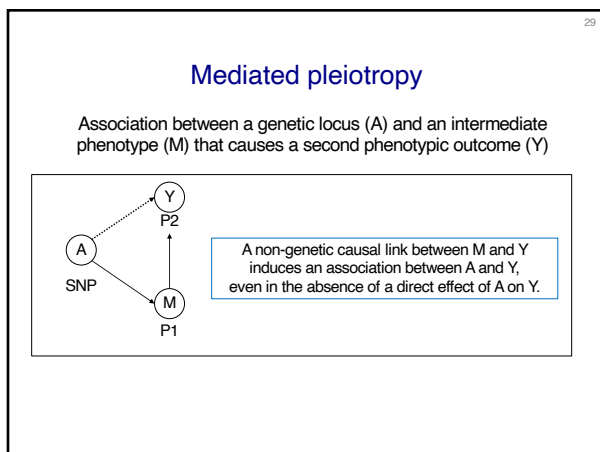 29
Mediated pleiotropy
Association between a genetic locus (A) and an intermediate
phenotype (M) that causes a second phenotypic outcome (Y)
Y
P2
A
SNP
M
P1
A non-genetic causal link between M and Y
induces an association between A and Y,
even in the absence of a direct effect of A on Y.